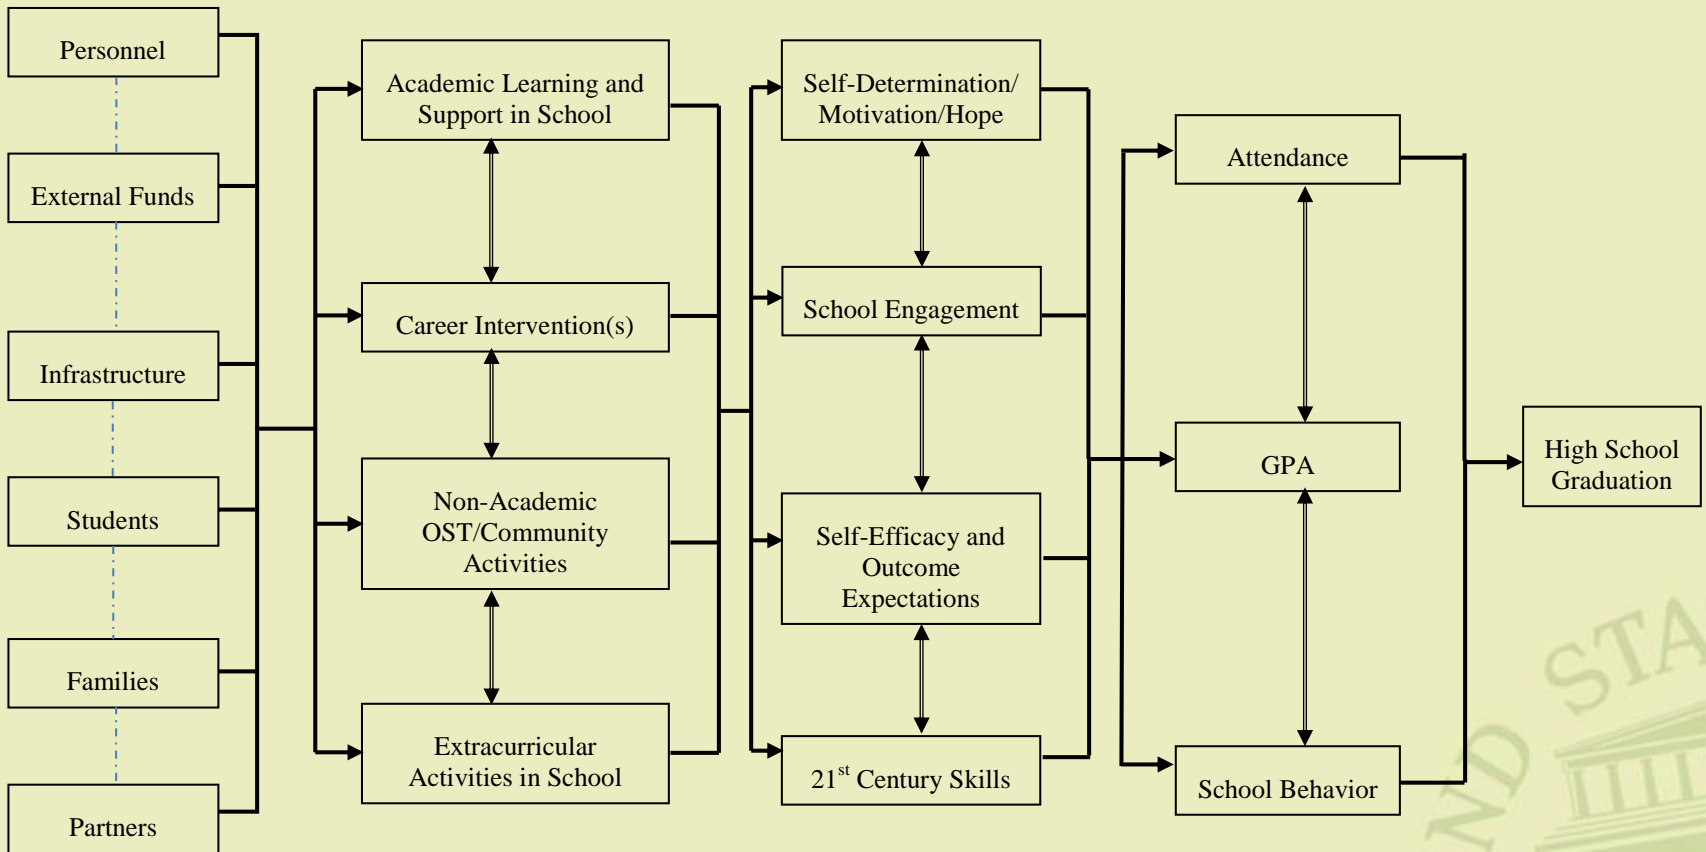 Personnel
External Funds
Infrastructure
Students
Families
Partners
Academic Learning and
Support in School
Career Intervention(s)
Non-Academic
OST/Community
Activities
Extracurricular
Activities in School
Self-Determination/
Motivation/Hope
School Engagement
Self-Efficacy and
Outcome
Expectations
21st Century Skills
Attendance
GPA
School Behavior
High School
Graduation
ND STA